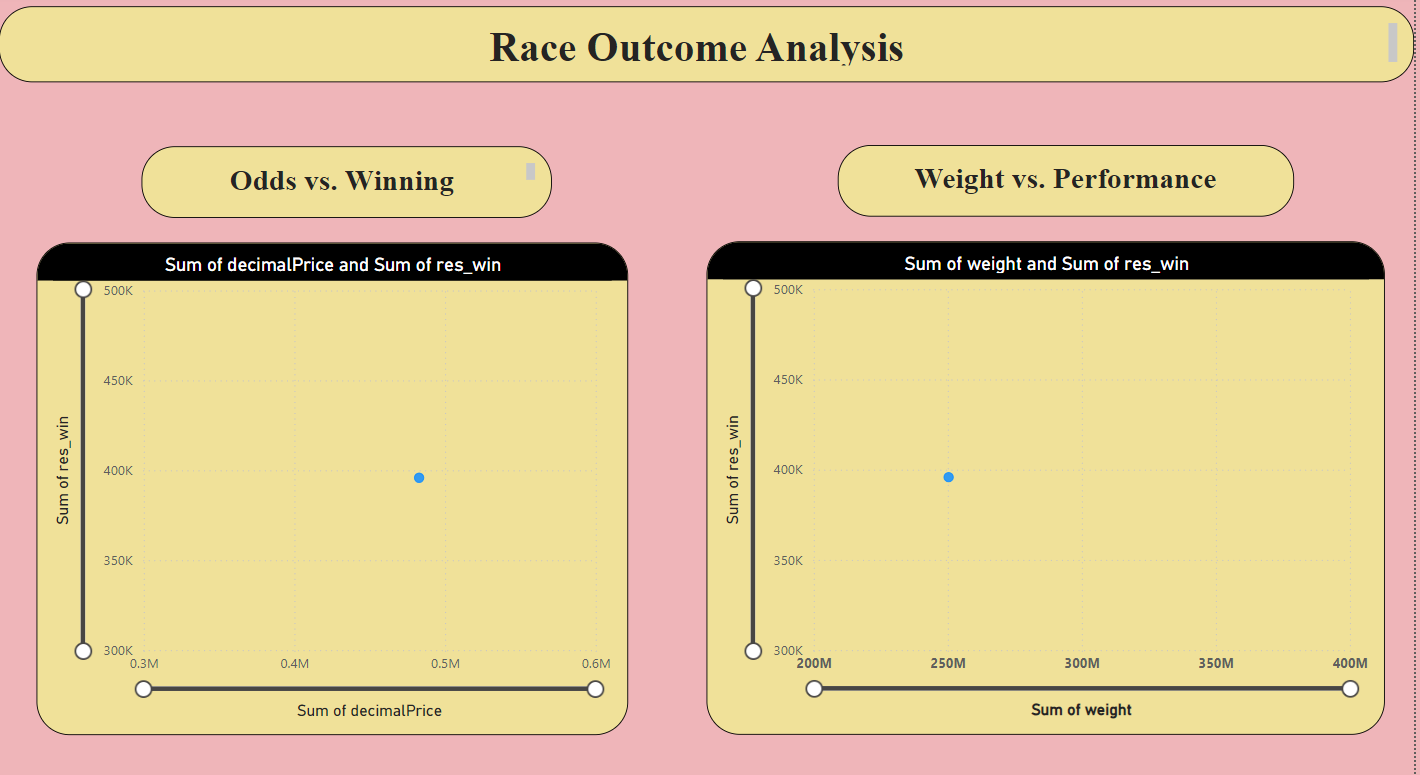 Race Outcome Analysis
Odds vs. Winning
Weight vs. Performance
Sum of decimalPrice and Sum of res_win
500K
450K
400K
350K
300K
Sum of res_win
0.3M 0.4M 0.5M 0.6M
Sum of decimalPrice
Sum of weight and Sum of res_win
500K
450K
400K
350K
300K
Sum of res_win
200M 250M 300M 350M 400M
Sum of weight